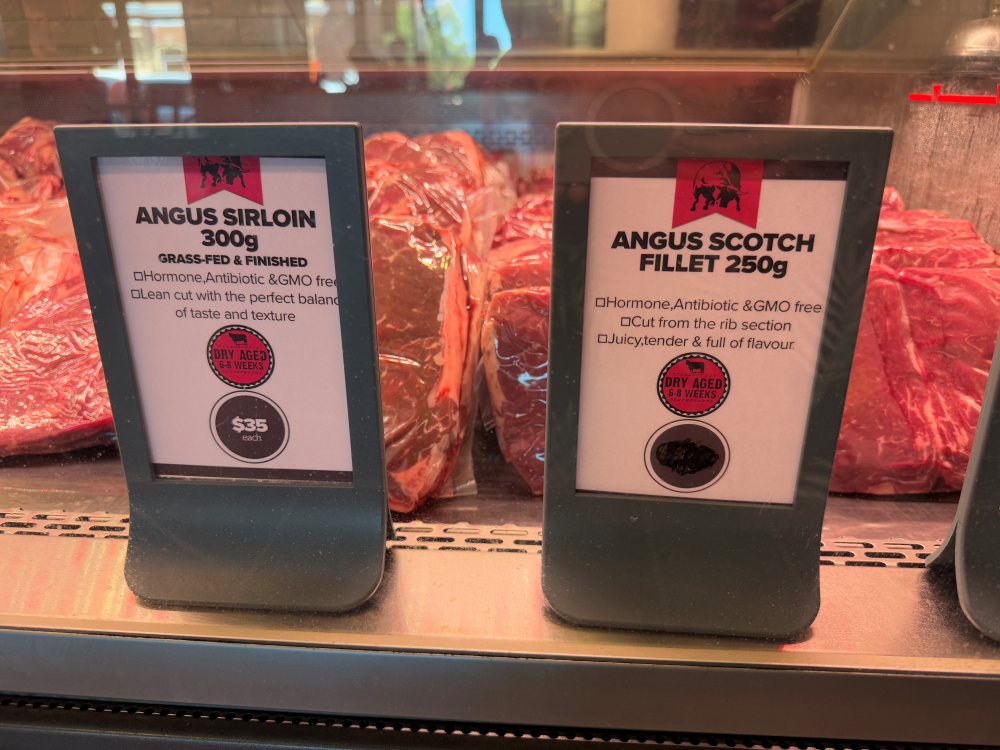 ANGUS SIRLOIN
300g
GRASS-FED & FINISHED
□Hormone,Antibiotic &GMO free
□Lean cut with the perfect balanc
of taste and texture
DRY AGED
6-8 WEEKS
$35
each
ANGUS SCOTCH
FILLET 250g
□Hormone,Antibiotic &GMO free
□Cut from the rib section
□Juicy,tender & full of flavour.
DRY AGED
6-8 WEEKS